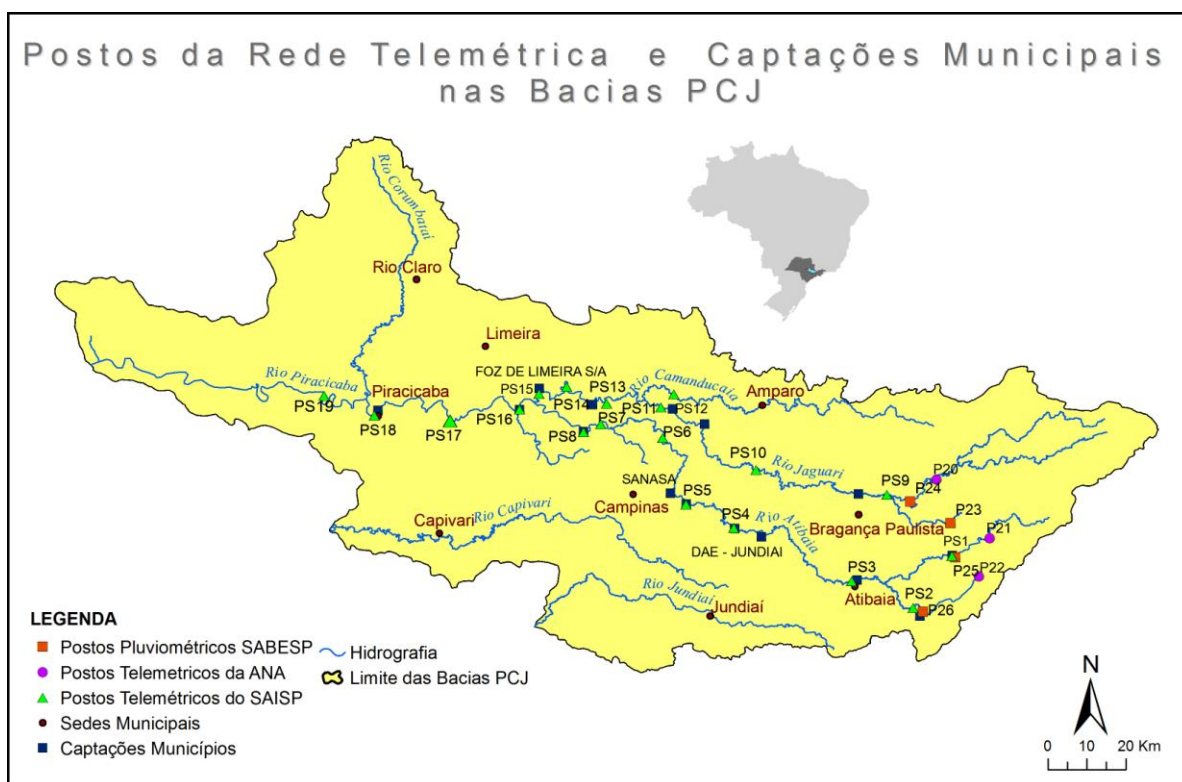 Postos da Rede Telemétrica e Captações Municipais
nas Bacias PCJ
Rio Corumbatai
Rio Claro
Limeira
FOZ DE LIMEIRA S/A
Rio Piracicaba
Piracicaba
PS19
PS18
PS17
PS16
PS15
PS14
PS13
Rio Camanducaia
Amparo
PS11
PS12
PS7
PS8
PS6
PS10
Rio Jaguari
PS9
P20
P24
P23
SANASA
PS5
Campinas
PS4
Rio Atibaia
Bragança Paulista
P21
PS1
P25
P22
DAE - JUNDIAI
Capivari
Rio Capivari
PS3
Atibaia
PS2
P26
Rio Jundiaí
Jundiaí
LEGENDA
Postos Pluviométricos SABESP
Postos Telemetricos da ANA
Postos Telemétricos do SAISP
Sedes Municipais
Captações Municípios
Hidrografia
Limite das Bacias PCJ
N
0 10 20 Km